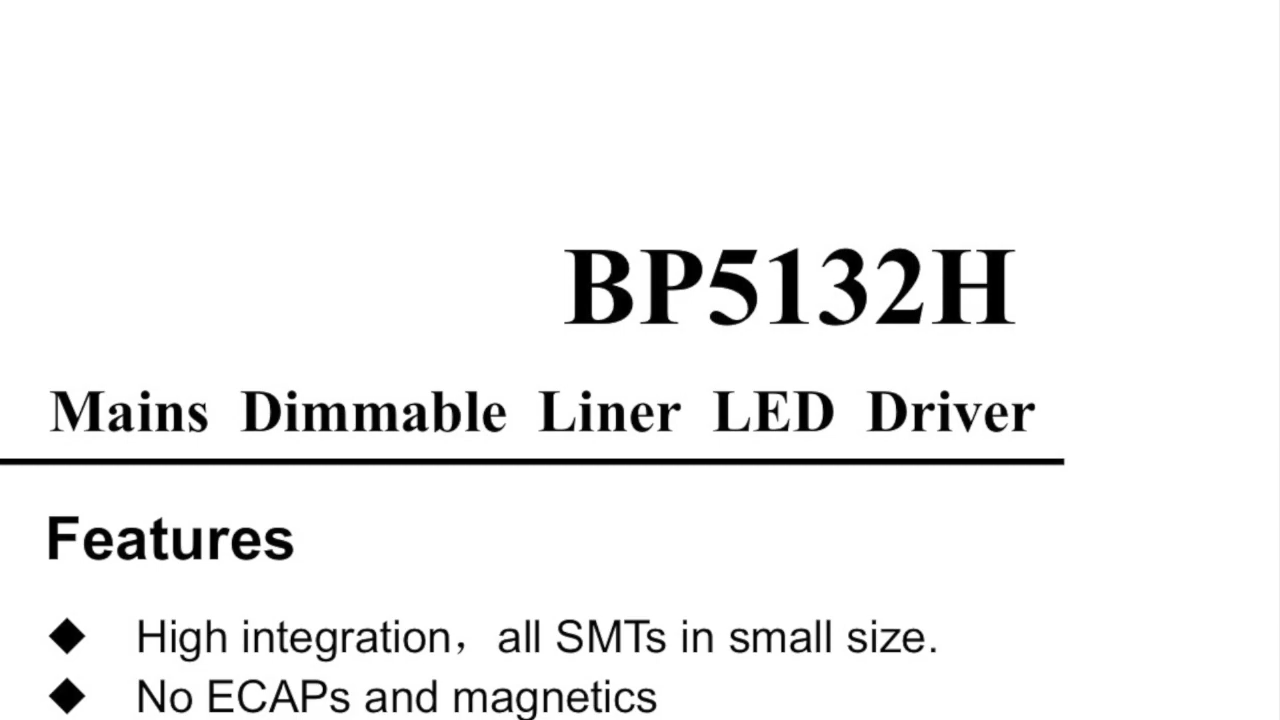 BP5132H
Mains Dimmable Liner LED Driver
Features
◆ High integration，all SMTs in small size.
◆ No ECAPs and magnetics